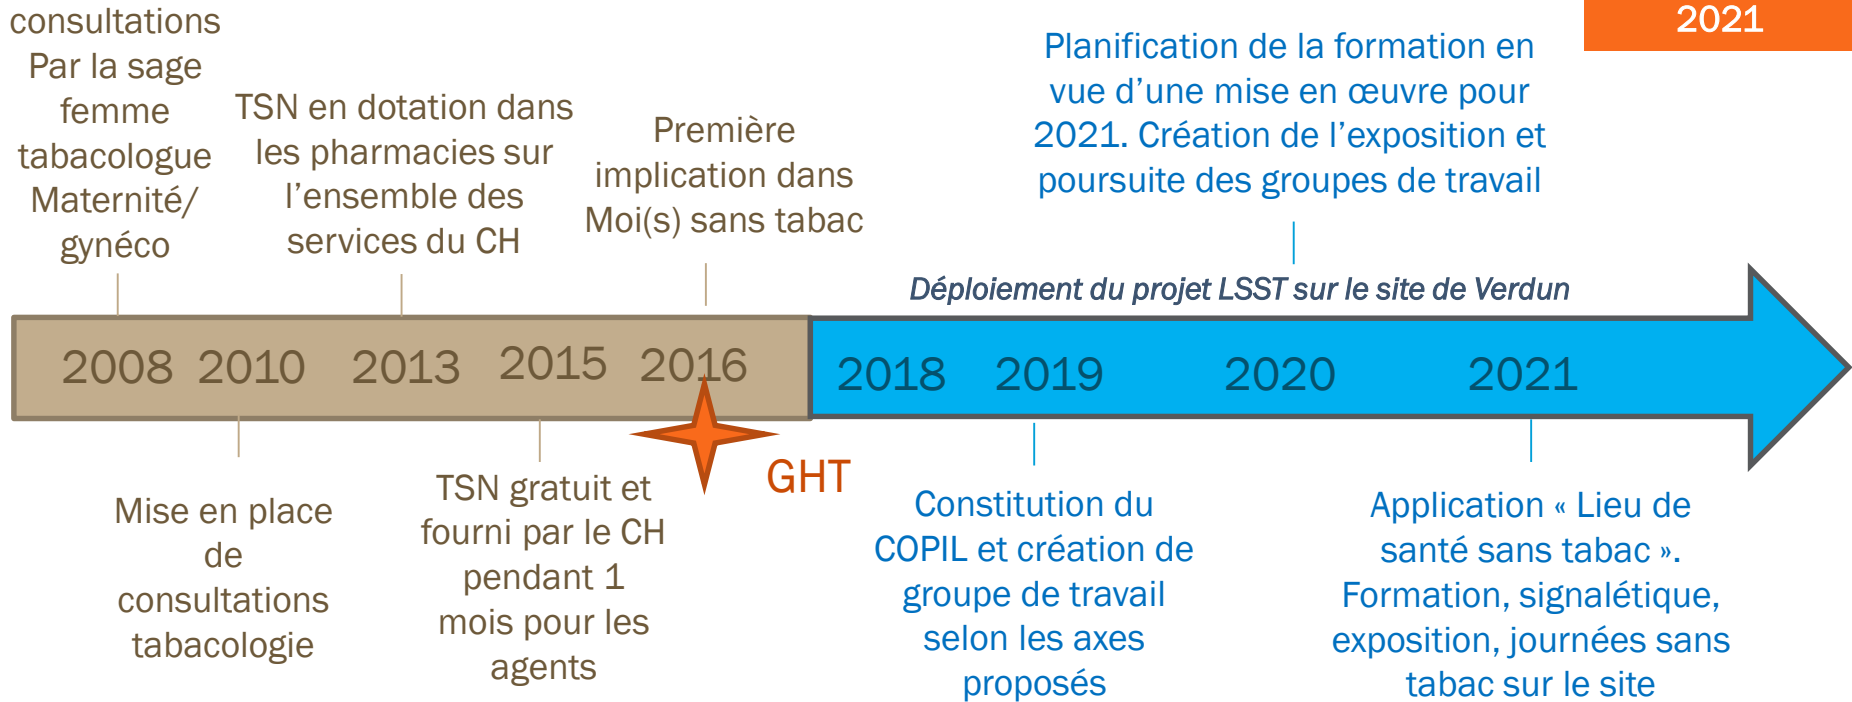 consultations
Par la sage
femme
tabacologue
Maternité/
gynéco
TSN en dotation dans
les pharmacies sur
l’ensemble des
services du CH
Première
implication dans
Moi(s) sans tabac
Planification de la formation en
vue d’une mise en œuvre pour
2021. Création de l’exposition et
poursuite des groupes de travail
2021
Déploiement du projet LSST sur le site de Verdun
2008 2010 2013 2015 2016 2018 2019 2020 2021
GHT
Mise en place
de
consultations
tabacologie
TSN gratuit et
fourni par le CH
pendant 1
mois pour les
agents
Constitution du
COPIL et création de
groupe de travail
selon les axes
proposés
Application « Lieu de
santé sans tabac ».
Formation, signalétique,
exposition, journées sans
tabac sur le site